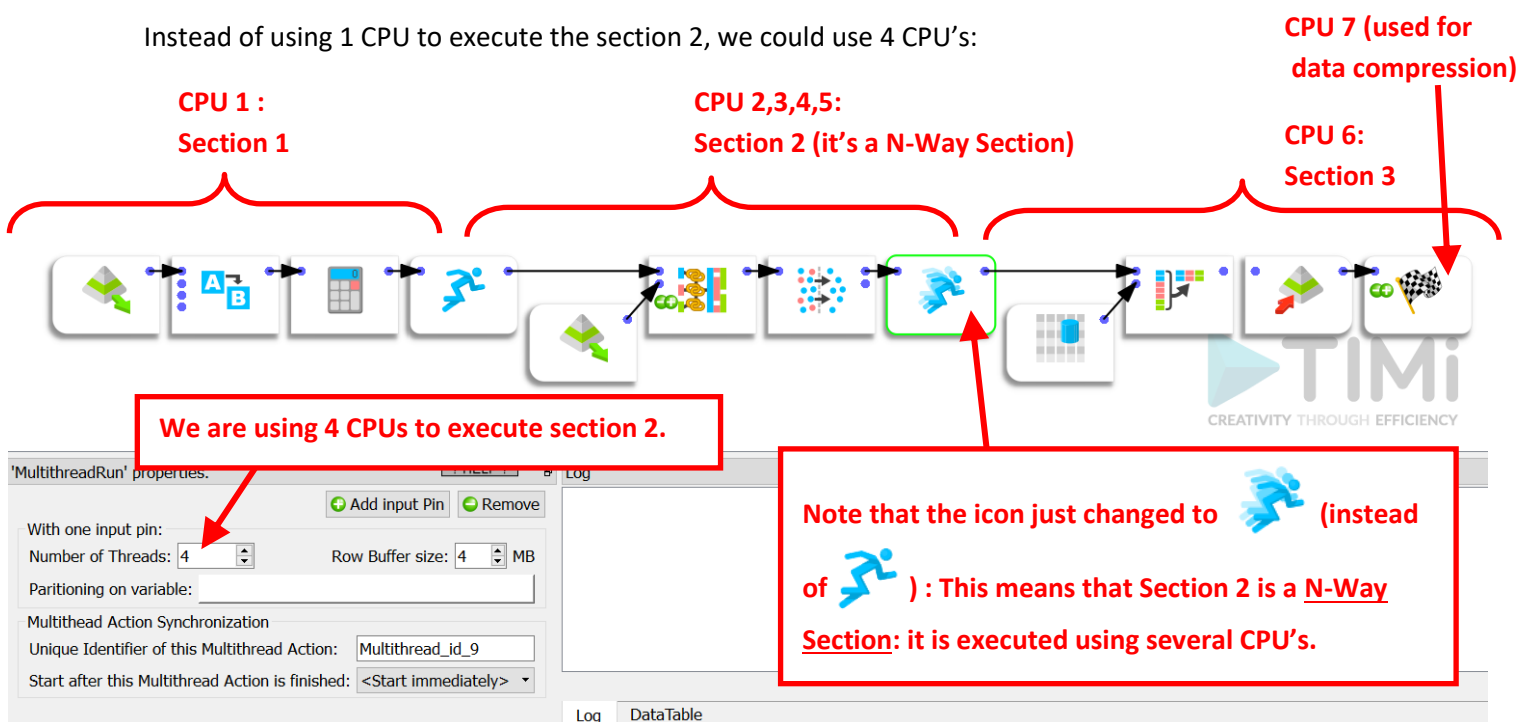 Instead of using 1 CPU to execute the section 2, we could use 4 CPU's:
CPU 7 (used for
data compression)
CPU 1 :
Section 1
CPU 2,3,4,5:
Section 2 (it's a N-Way Section)
CPU 6:
Section 3
A
B
0
TIMi
CREATIVITY THROUGH EFFICIENCY
We are using 4 CPUs to execute section 2.
'MultithreadRun' properties.
Log
Add input Pin
Remove
With one input pin:
Number of Threads: 4
Row Buffer size: 4 MB
Paritioning on variable:
Multithead Action Synchronization
Unique Identifier of this Multithread Action: Multithread_id_9
Start after this Multithread Action is finished: <Start immediately>
Note that the icon just changed to (instead
of ) : This means that Section 2 is a N-Way
Section: it is executed using several CPU's.
Log DataTable